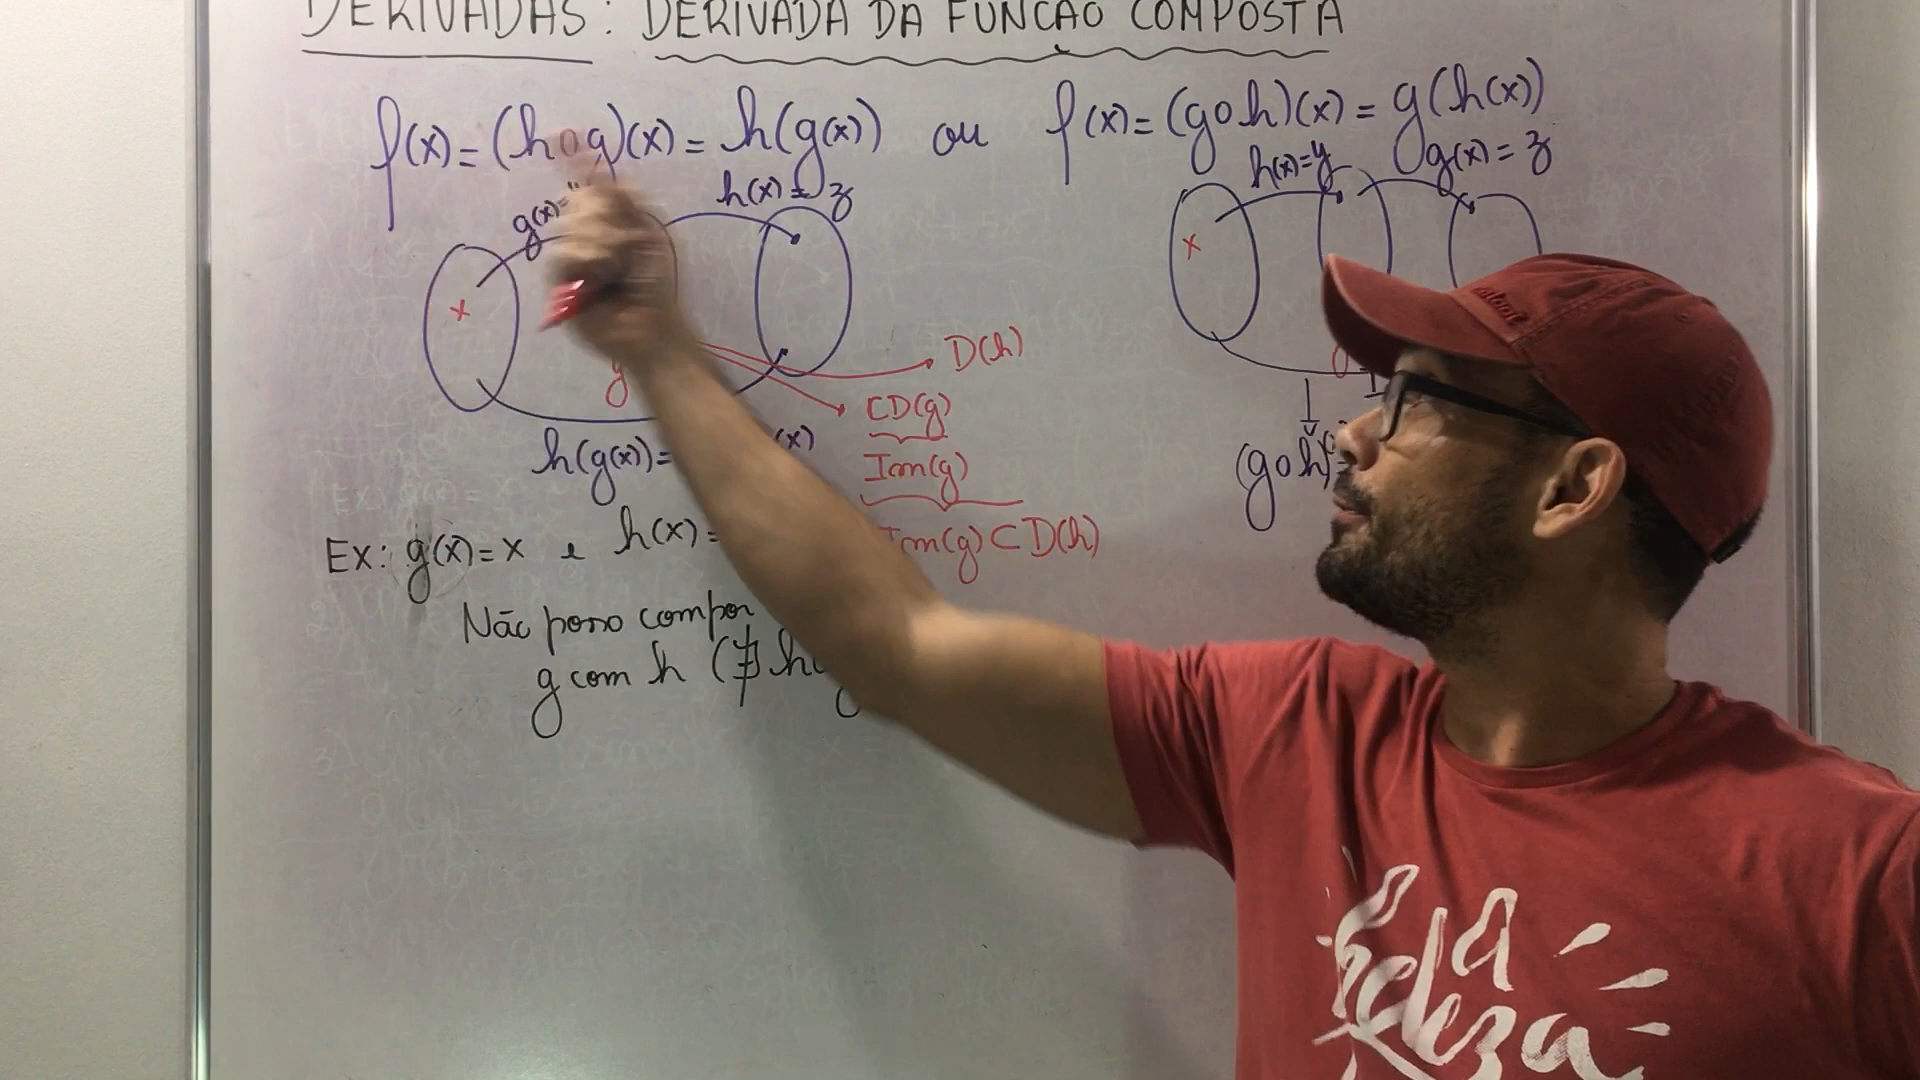 DERIVADAS: DERIVADA DA FUNÇÃO COMPOSTA
f(x) = (hog)(x) = h(g(x)) ou f(x) = (goh)(x) = g(h(x))
g(x)= h(x) = z h(x)=y g(x) = z
x x
y D(h)
CD(g)
h(g(x))= (x) Im(g) (goh)
Ex: g(x)=x e h(x)= Im(g)⊂D(h)
Não posso compor
g com h (∄ h